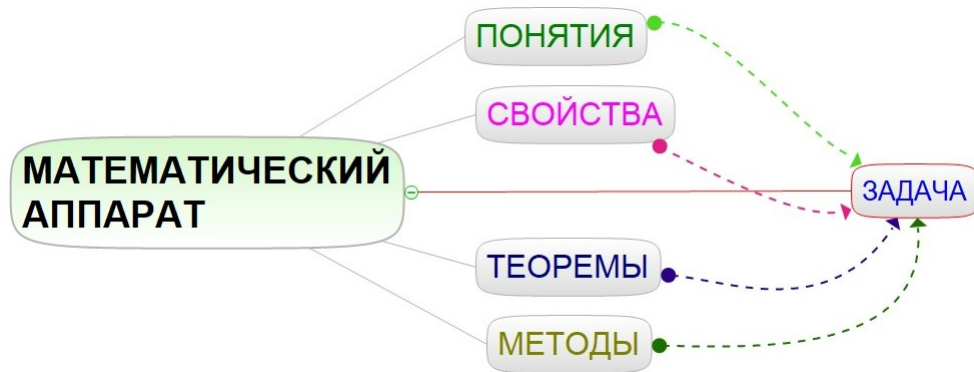 ПОНЯТИЯ
СВОЙСТВА
МАТЕМАТИЧЕСКИЙ
АППАРАТ
ЗАДАЧА
ТЕОРЕМЫ
МЕТОДЫ